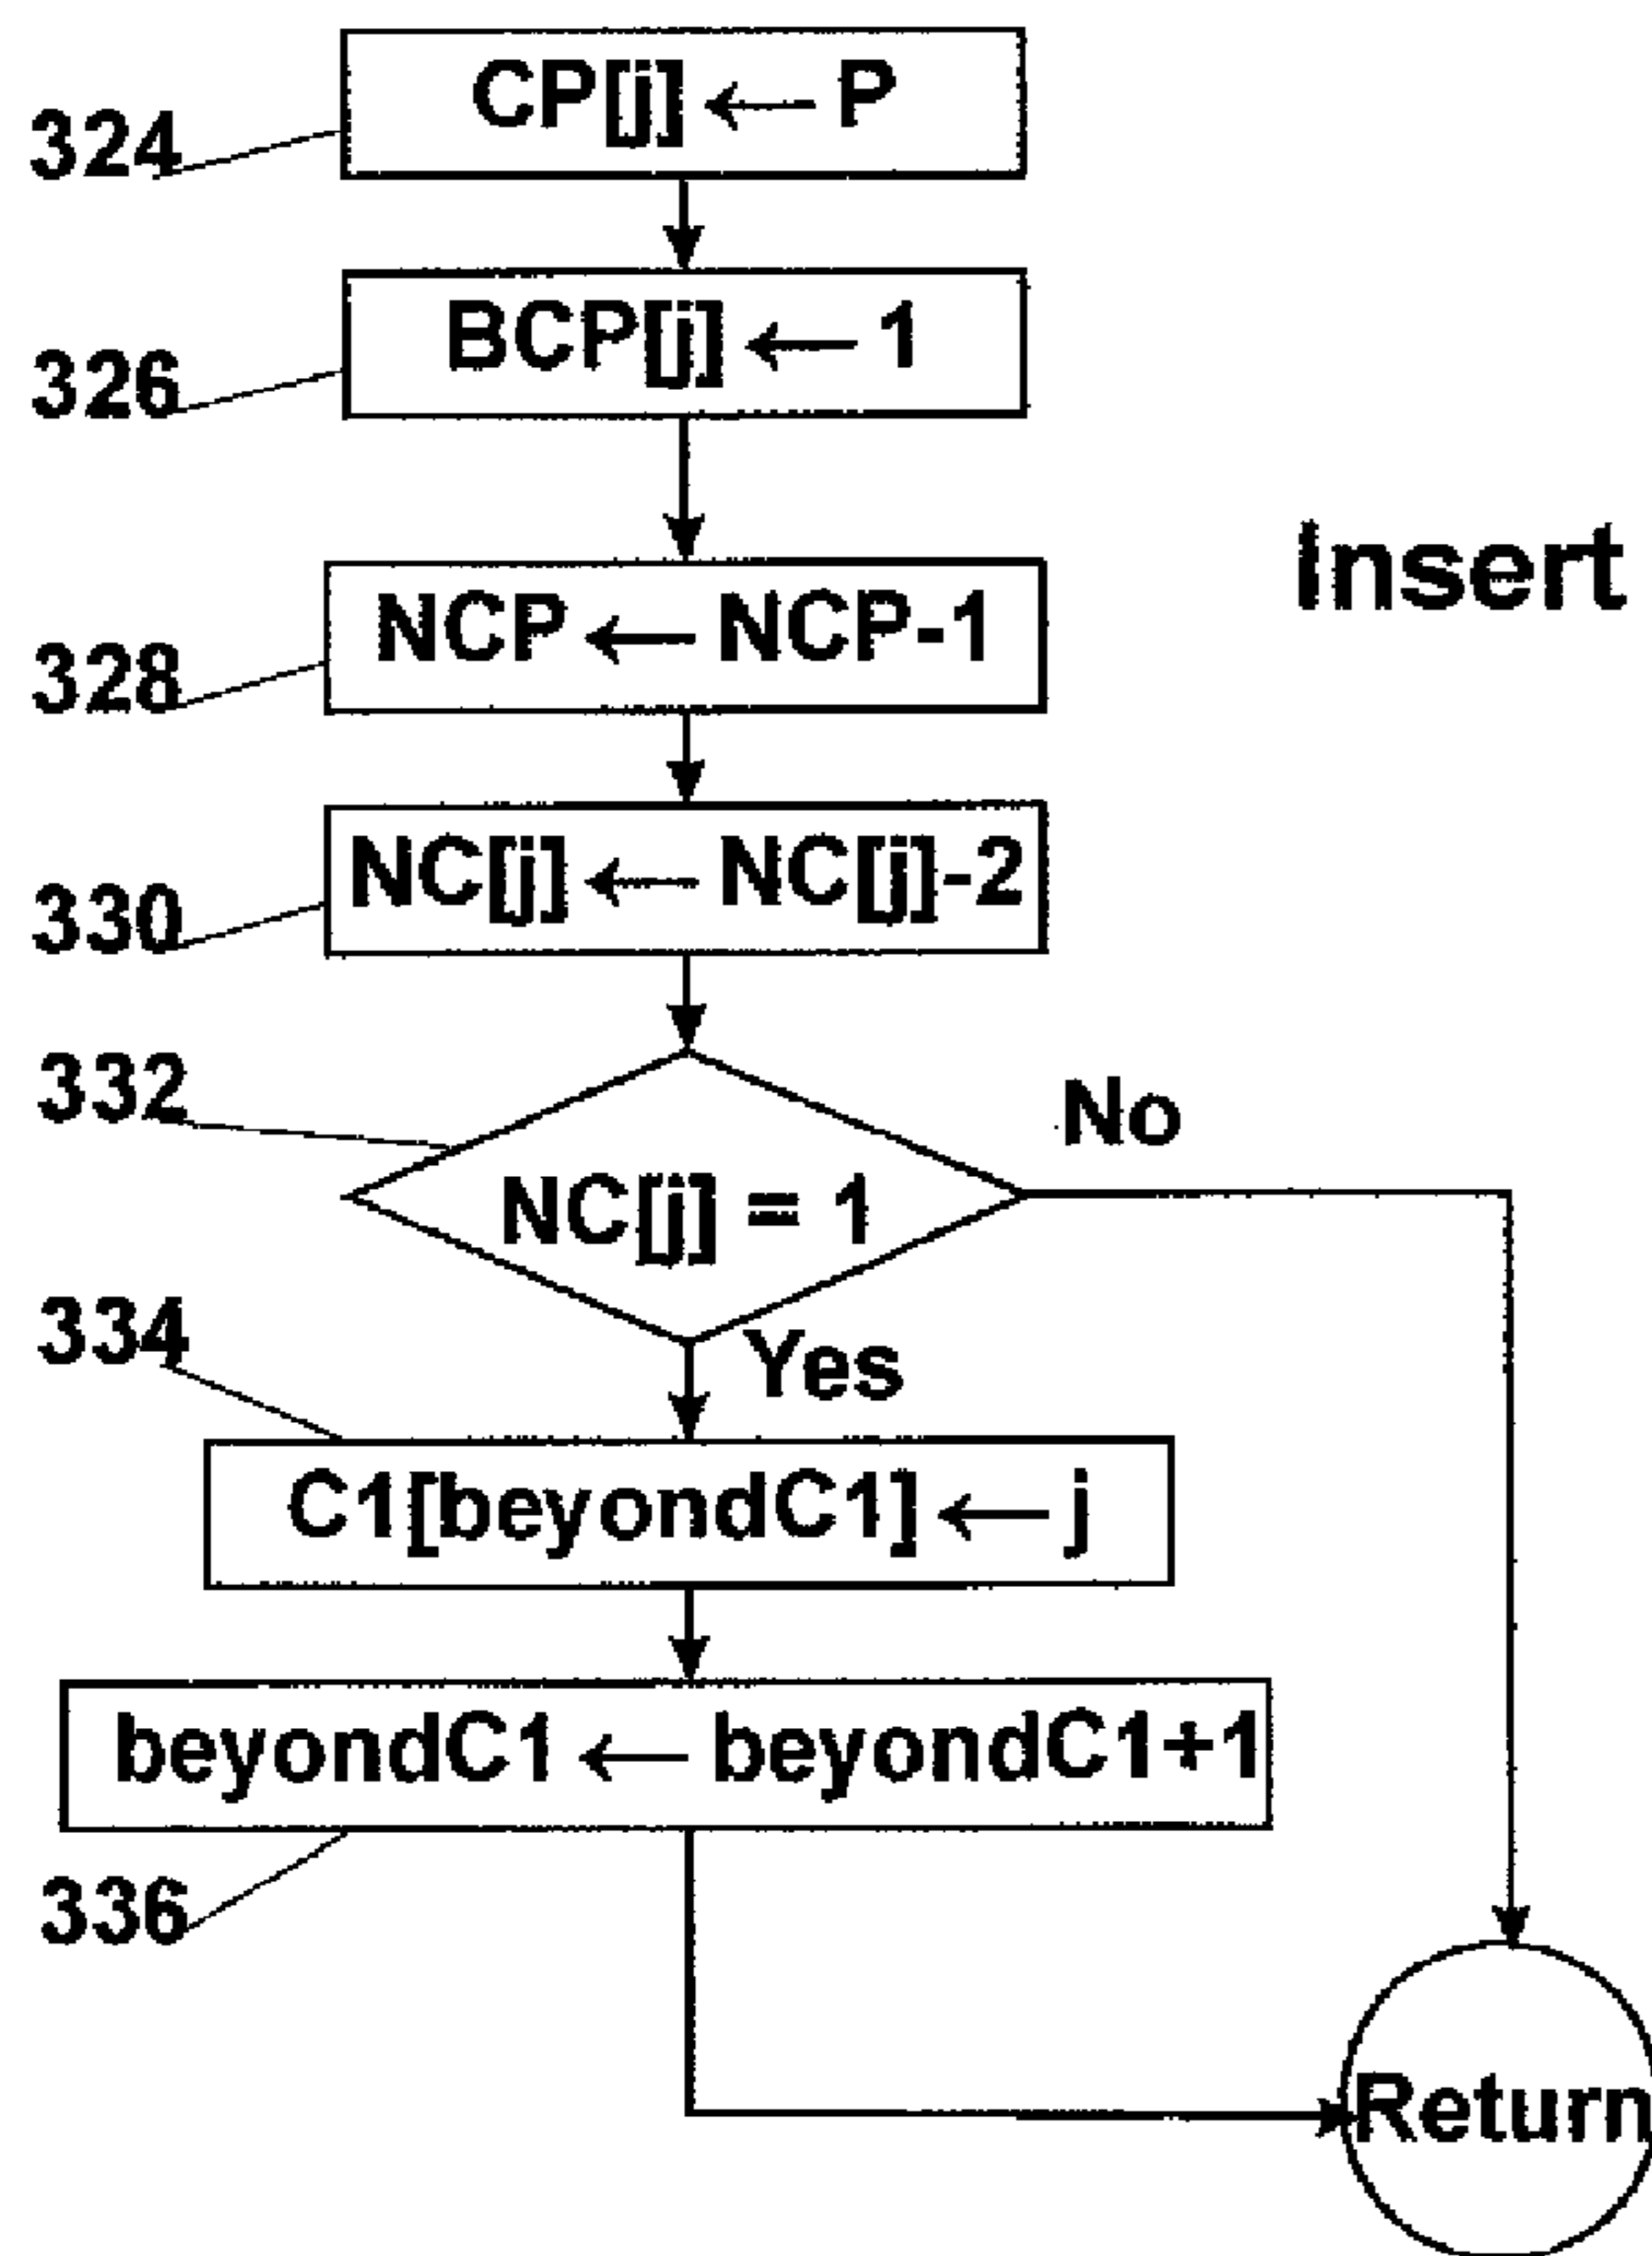 CP[j] ← P
324
BCP[j] ← 1
326
Insert
NCP ← NCP-1
328
NC[j] ← NC[j]-2
330
332
No
NC[j] = 1
334
Yes
C1[beyondC1] ← j
beyondC1 ← beyondC1+1
336
Return